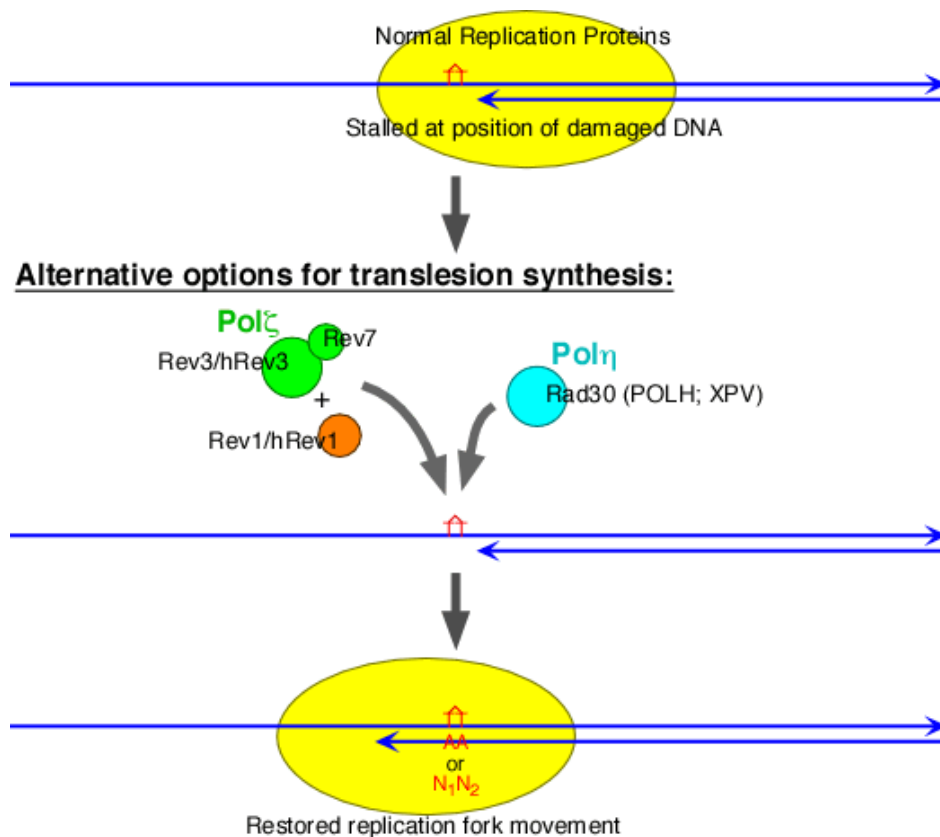 Normal Replication Proteins
Stalled at position of damaged DNA
Alternative options for translesion synthesis:
Polζ
Rev7
Rev3/hRev3
+
Rev1/hRev1
Polη
Rad30 (POLH; XPV)
AA
or
N₁N₂
Restored replication fork movement